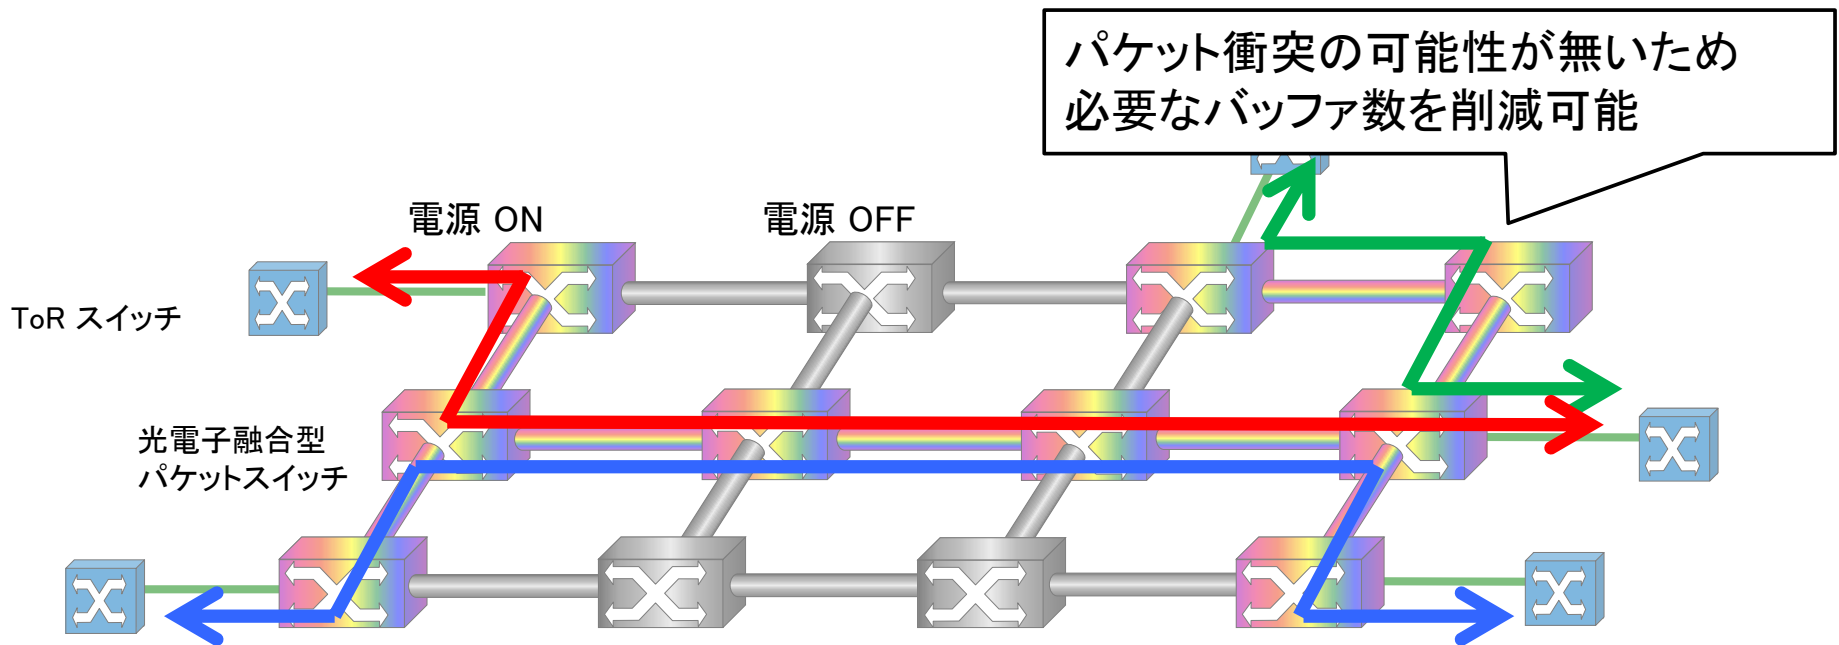 パケット衝突の可能性が無いため
必要なバッファ数を削減可能
電源 ON
電源 OFF
ToR スイッチ
光電子融合型
パケットスイッチ